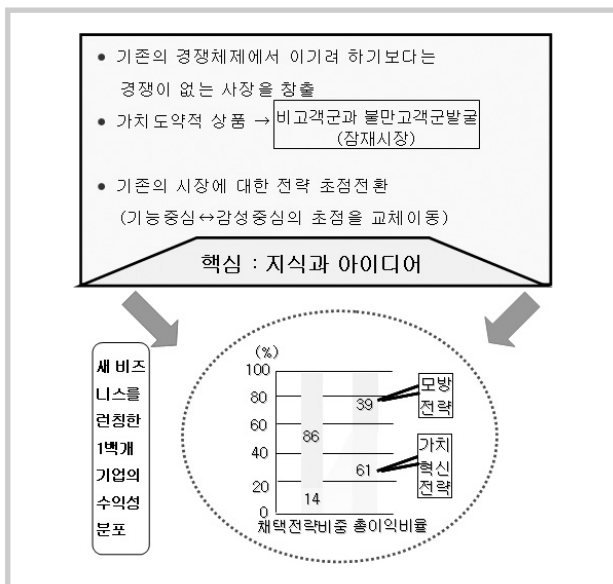 • 기존의 경쟁체제에서 이기려 하기보다는
경쟁이 없는 사장을 창출
• 가치도약적 상품 → 비고객군과 불만고객군발굴
(잠재시장)
• 기존의 시장에 대한 전략 초점전환
(기능중심↔감성중심의 초점을 교체이동)
핵심 : 지식과 아이디어
새 비즈
니스를
런칭한
1백개
기업의
수익성
분포
(%)
100
80
60
40
20
0
86
14
39
61
모방
전략
가치
혁신
전략
채택전략비중 총이익비율